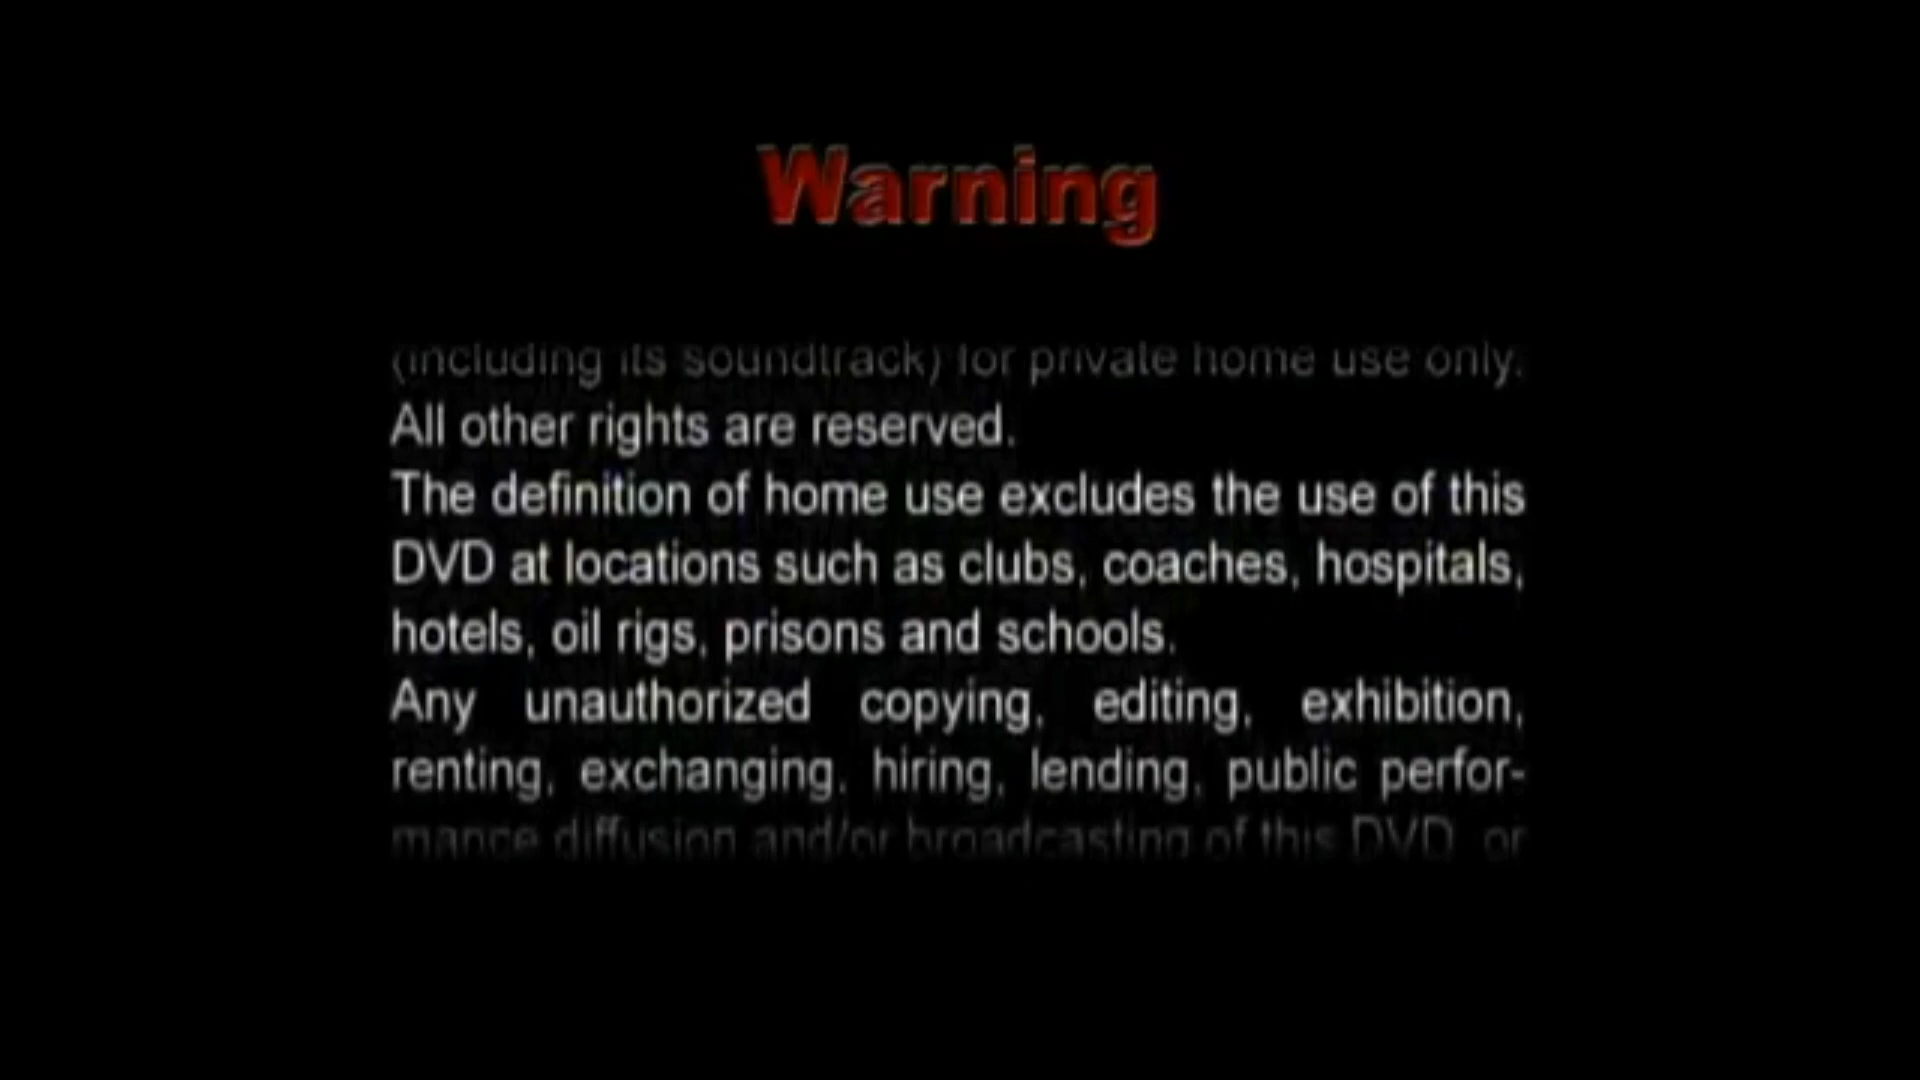 Warning
(including its soundtrack) for private home use only.
All other rights are reserved.
The definition of home use excludes the use of this
DVD at locations such as clubs, coaches, hospitals,
hotels, oil rigs, prisons and schools.
Any unauthorized copying, editing, exhibition,
renting, exchanging, hiring, lending, public perfor-
mance diffusion and/or broadcasting of this DVD, or